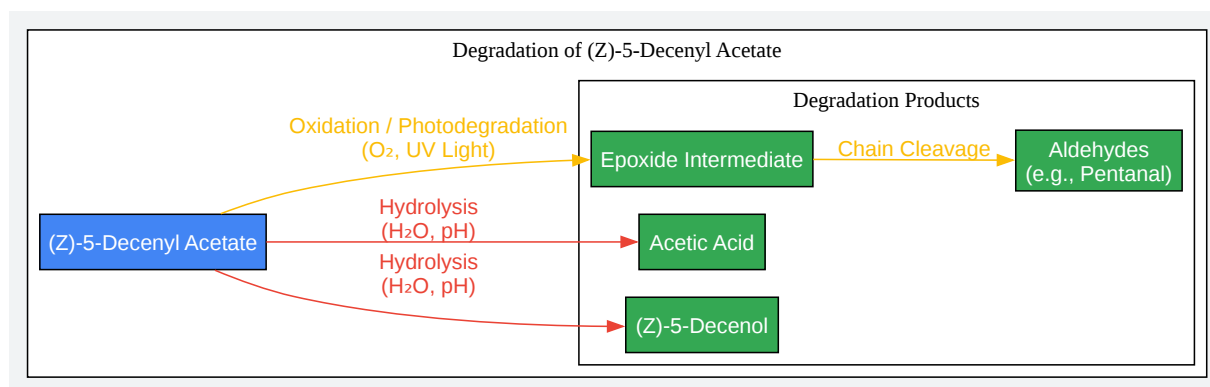 Degradation of (Z)-5-Decenyl Acetate
Degradation Products
Oxidation / Photodegradation
(O₂, UV Light)
Epoxide Intermediate
Chain Cleavage
Aldehydes
(e.g., Pentanal)
(Z)-5-Decenyl Acetate
Hydrolysis
(H₂O, pH)
Acetic Acid
Hydrolysis
(H₂O, pH)
(Z)-5-Decenol